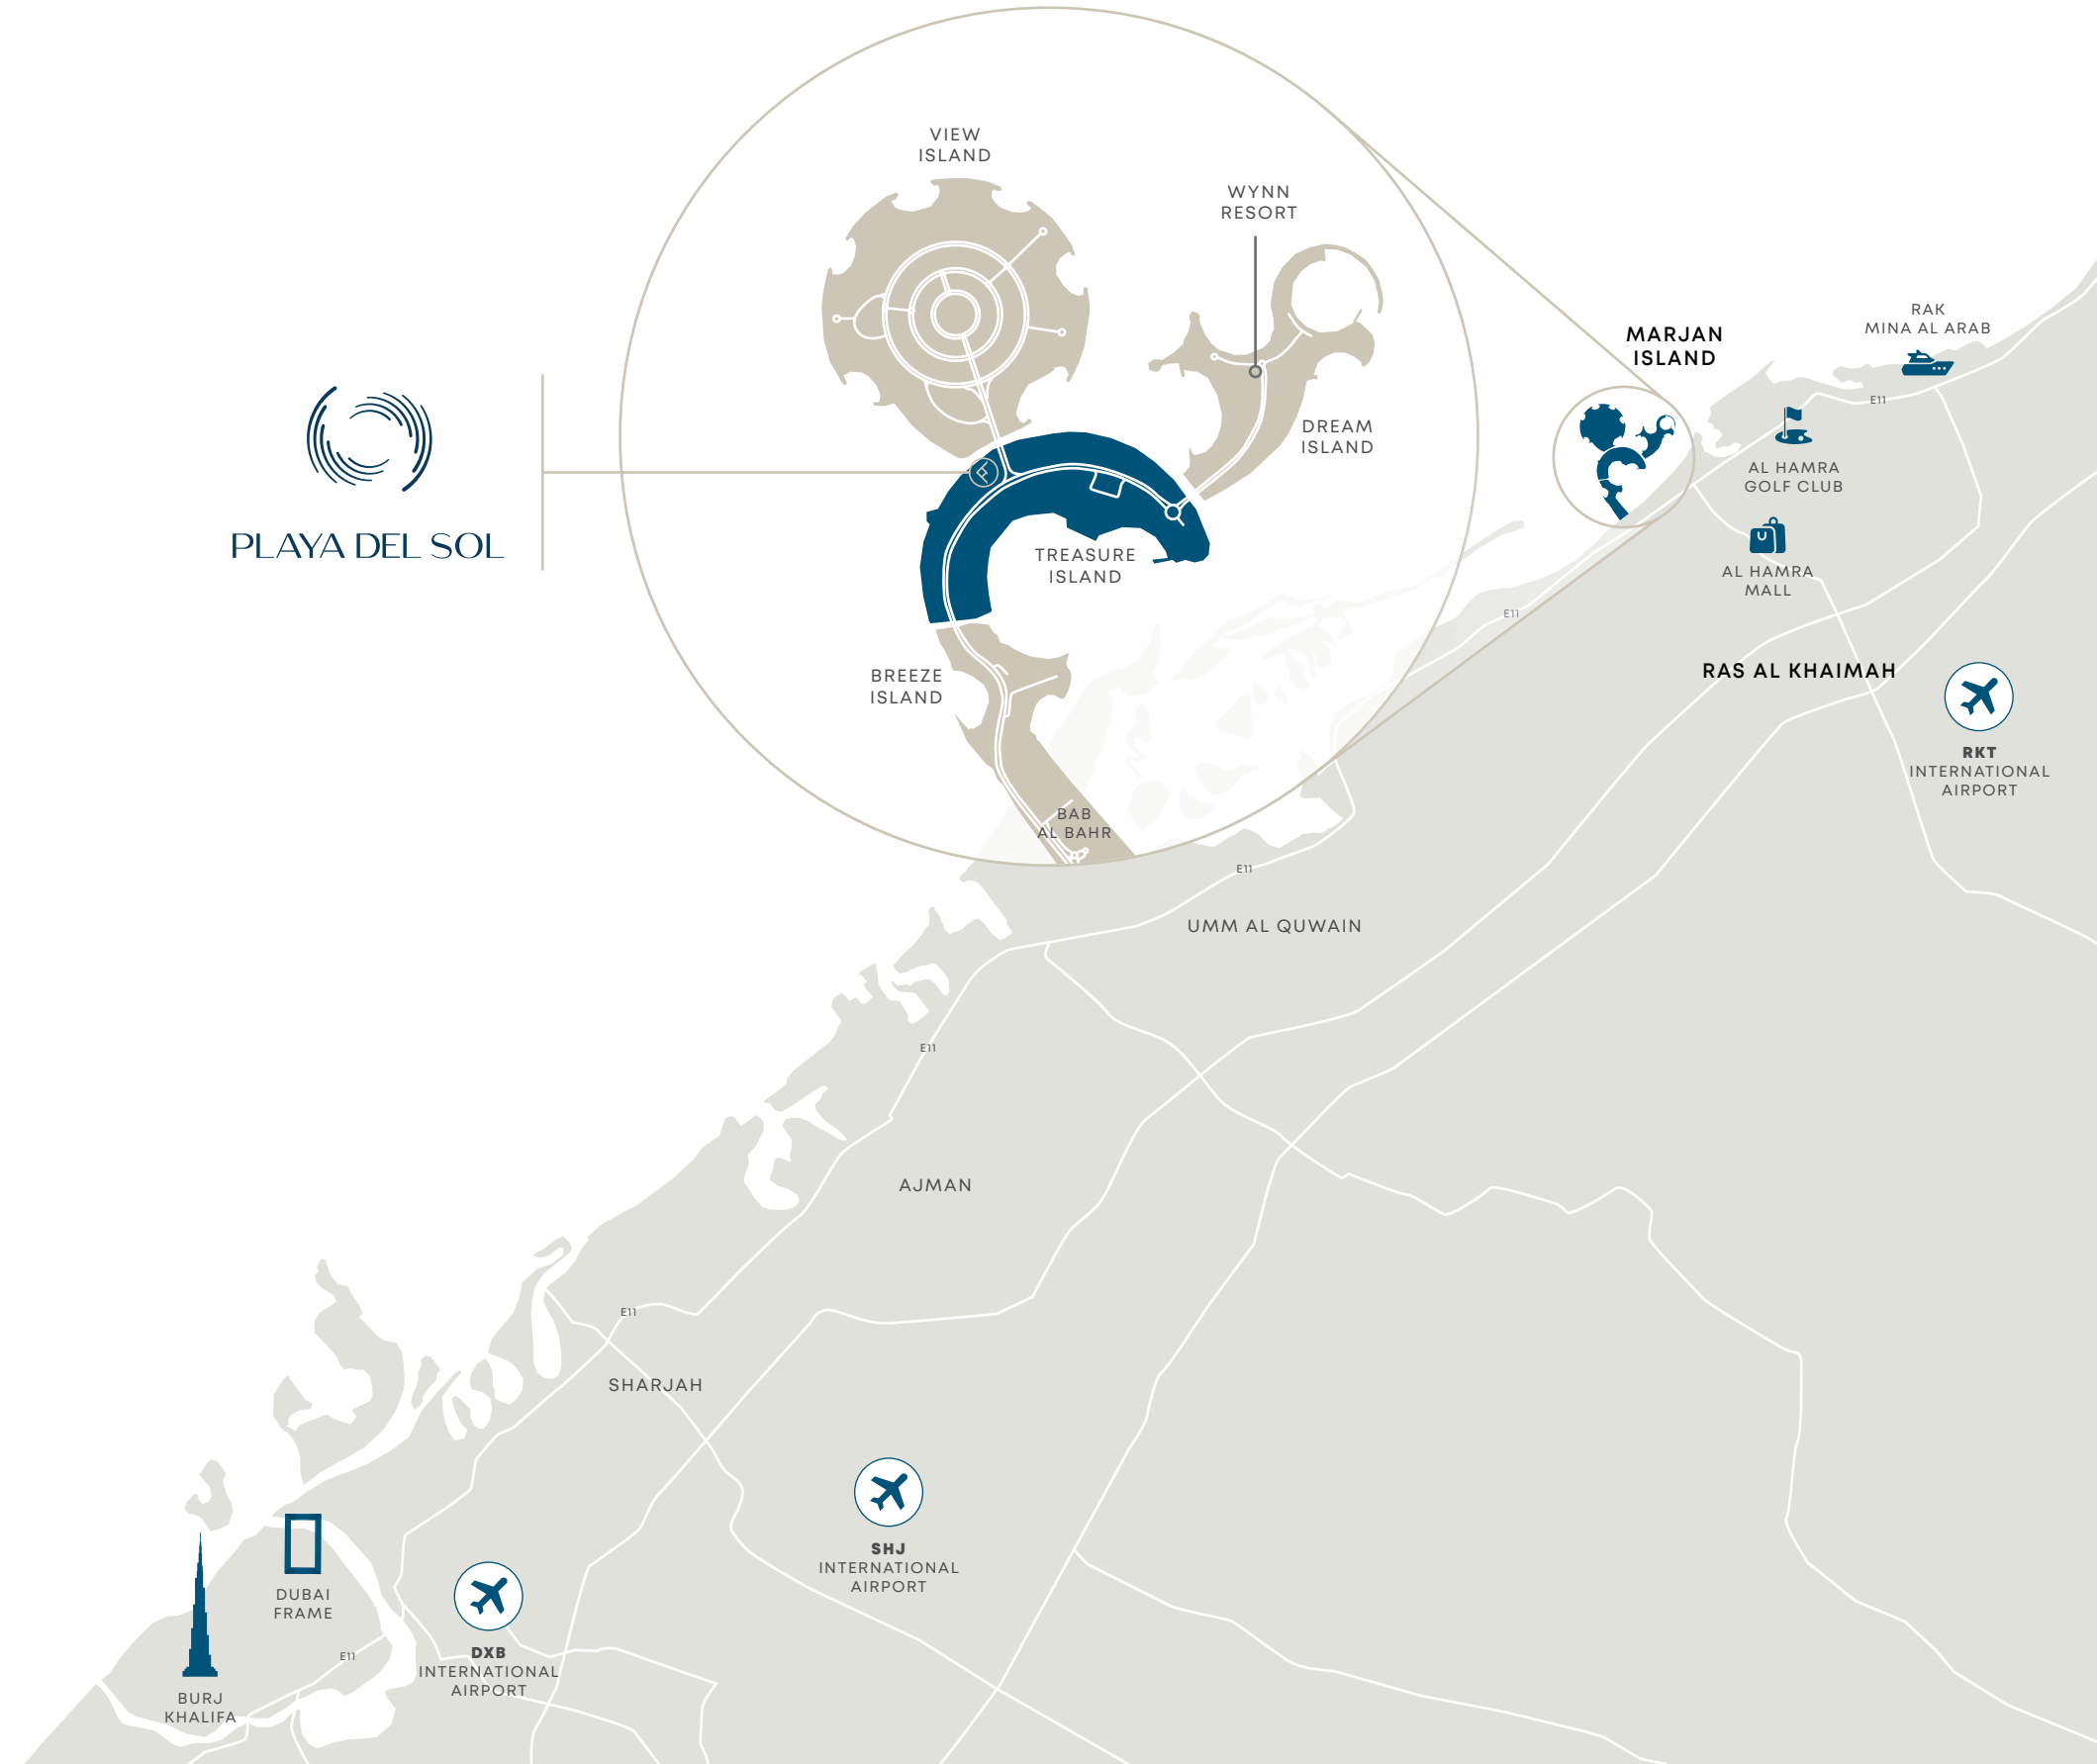 VIEW
ISLAND
WYNN
RESORT
DREAM
ISLAND
TREASURE
ISLAND
BREEZE
ISLAND
BAB
AL BAHR
PLAYA DEL SOL
MARJAN
ISLAND
RAK
MINA AL ARAB
E11
AL HAMRA
GOLF CLUB
AL HAMRA
MALL
E11
RAS AL KHAIMAH
RKT
INTERNATIONAL
AIRPORT
E11
UMM AL QUWAIN
E11
AJMAN
E11
SHARJAH
SHJ
INTERNATIONAL
AIRPORT
DUBAI
FRAME
E11
DXB
INTERNATIONAL
AIRPORT
BURJ
KHALIFA